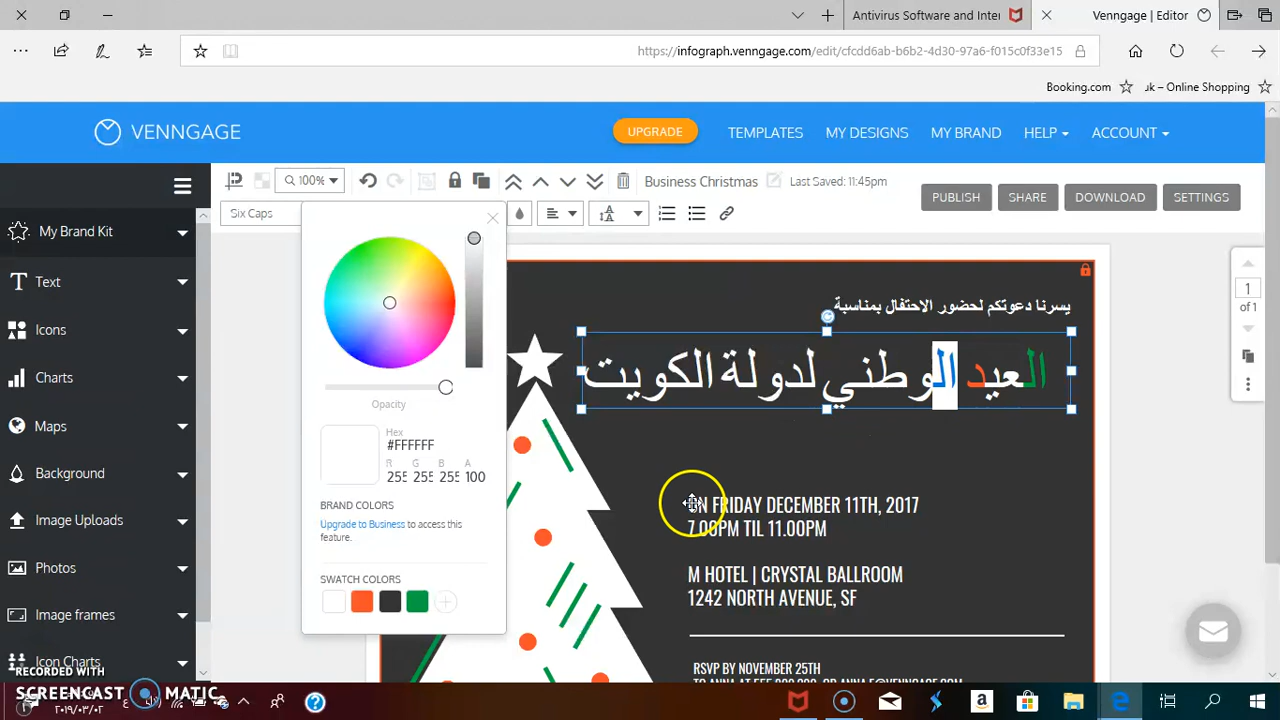 Antivirus Software and Inter
Venngage | Editor
https://infograph.venngage.com/edit/cfcdd6ab-b6b2-4d30-97a6-f015c0f33e15
Booking.com
k – Online Shopping
VENNGAGE
UPGRADE
TEMPLATES
MY DESIGNS
MY BRAND
HELP
ACCOUNT
100%
Business Christmas
Last Saved: 11:45pm
PUBLISH
SHARE
DOWNLOAD
SETTINGS
Six Caps
My Brand Kit
Text
Icons
Charts
Maps
Background
Image Uploads
Photos
Image frames
Icon Charts
Opacity
Hex
#FFFFFF
R G B A
255 255 255 100
BRAND COLORS
Upgrade to Business to access this
feature.
SWATCH COLORS
يسرنا دعوتكم لحضور الاحتفال بمناسبة
العيد الوطني لدولة الكويت
ON FRIDAY DECEMBER 11TH, 2017
7.00PM TIL 11.00PM
M HOTEL | CRYSTAL BALLROOM
1242 NORTH AVENUE, SF
RSVP BY NOVEMBER 25TH
1
of 1
RECORDED WITH
SCREENCAST MATIC
٢٠١٩/٠٣/٠٢